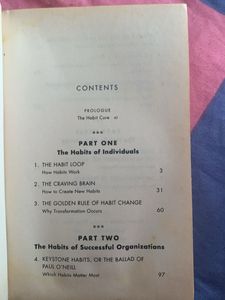 CONTENTS
PROLOGUE
The Habit Cure xi
***
PART ONE
The Habits of Individuals
1. THE HABIT LOOP
How Habits Work 3
2. THE CRAVING BRAIN
How to Create New Habits 31
3. THE GOLDEN RULE OF HABIT CHANGE
Why Transformation Occurs 60
***
PART TWO
The Habits of Successful Organizations
4. KEYSTONE HABITS, OR THE BALLAD OF
PAUL O'NEILL
Which Habits Matter Most 97